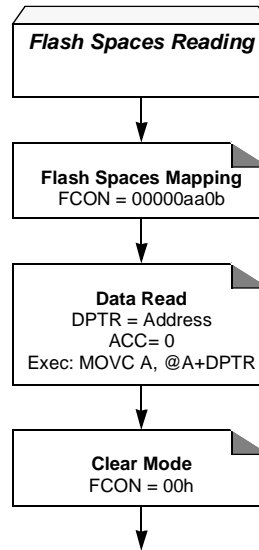 Flash Spaces Reading
Flash Spaces Mapping
FCON = 00000aa0b
Data Read
DPTR = Address
ACC= 0
Exec: MOVC A, @A+DPTR
Clear Mode
FCON = 00h